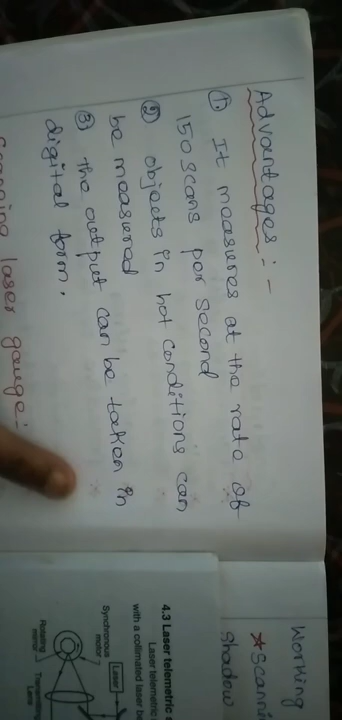 Advantages :-
①. It measures at the rate of
150 scans per second
② objects in hot conditions can
be measured
③ the output can be taken in
digital form.
laser gauge:-
Working
*Scanni
Shadow
4.3 Laser telemetric
Laser telemetric
with a collimated laser be
Synchronous
motor
Laser
Rotating
mirror
Lens